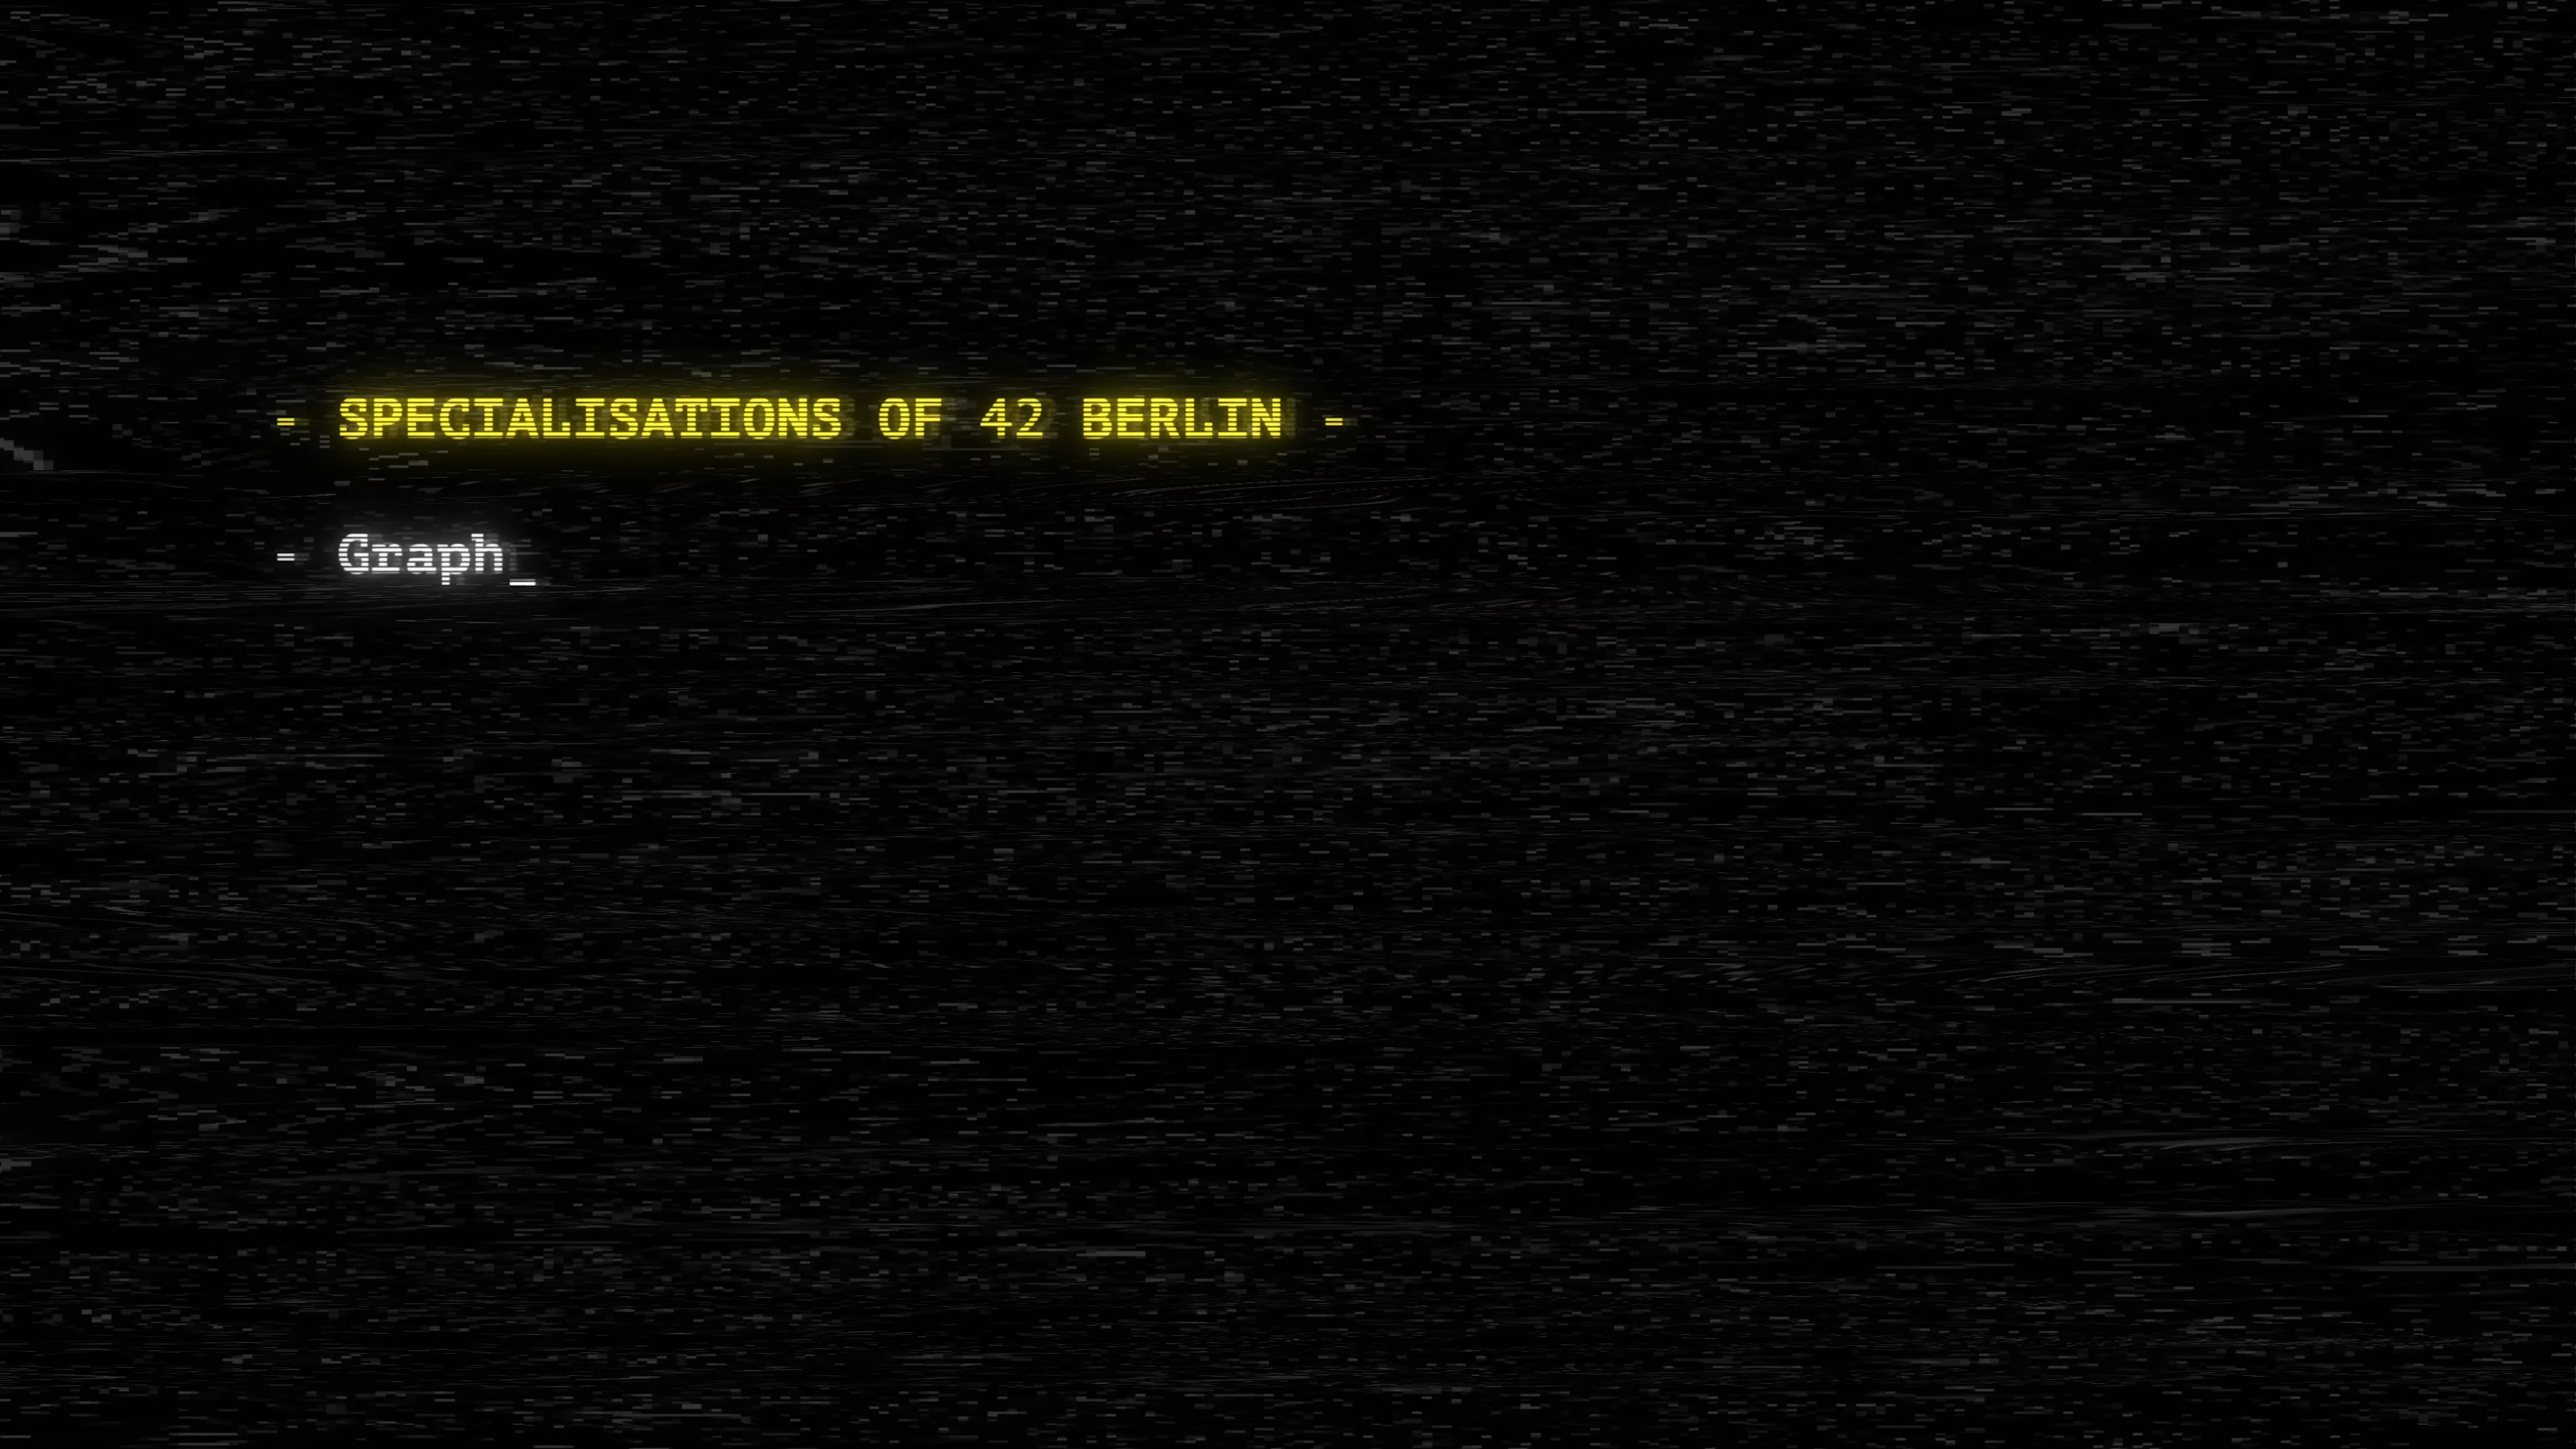 - SPECIALISATIONS OF 42 BERLIN -
- Graph_